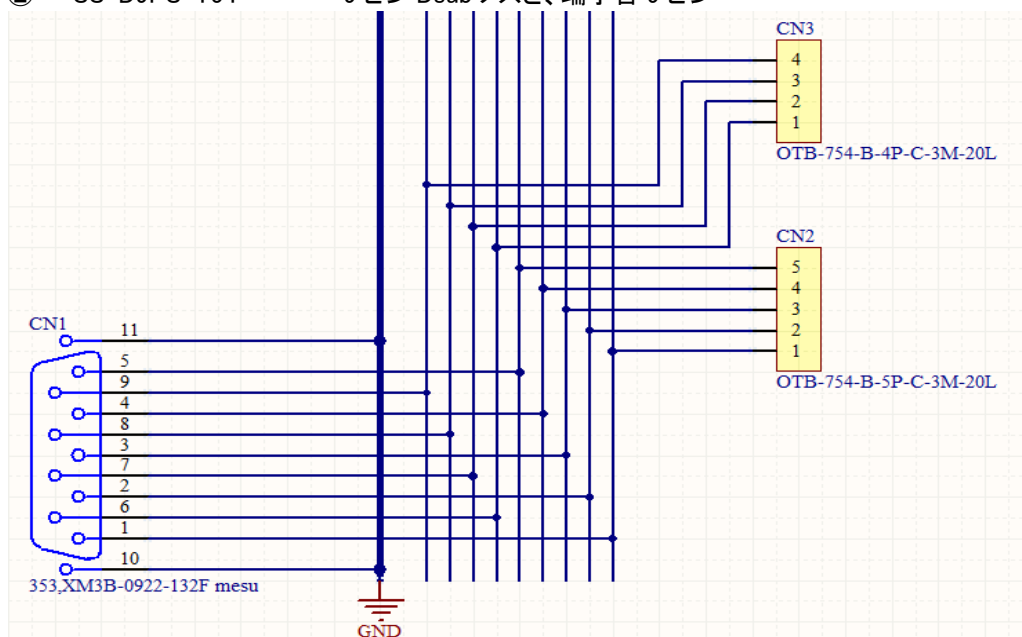 CN3
4
3
2
1
OTB-754-B-4P-C-3M-20L
CN2
5
4
3
2
1
OTB-754-B-5P-C-3M-20L
CN1
11
5
9
4
8
3
7
2
6
1
10
353,XM3B-0922-132F mesu
GND